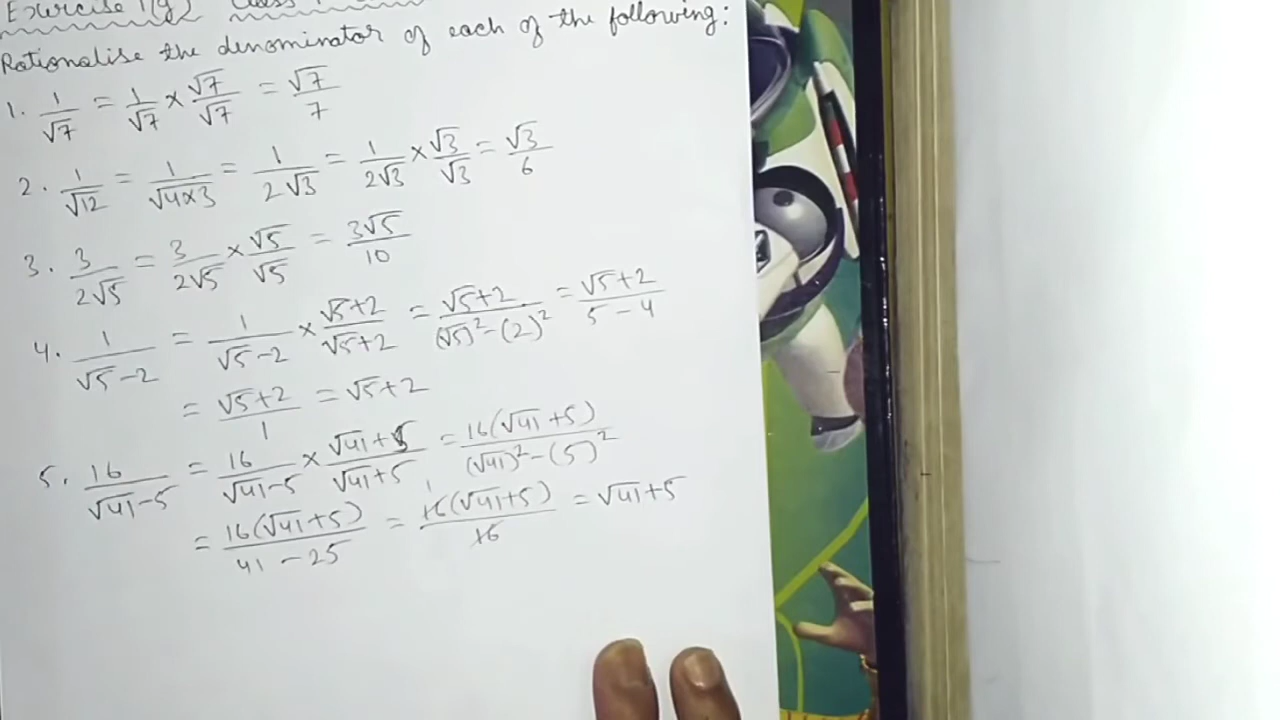 Exercise 1(g) Class
Rationalise the denominator of each of the following:
1. 1/√7 = 1/√7 × √7/√7 = √7/7
2. 1/√12 = 1/√4×3 = 1/2√3 = 1/2√3 × √3/√3 = √3/6
3. 3/2√5 = 3/2√5 × √5/√5 = 3√5/10
4. 1/√5-2 = 1/√5-2 × √5+2/√5+2 = √5+2/(√5)²-(2)² = √5+2/5-4
= √5+2/1 = √5+2
5. 16/√41-5 = 16/√41-5 × √41+5/√41+5 = 16(√41+5)/(√41)²-(5)²
= 16(√41+5)/41-25 = 16(√41+5)/16 = √41+5